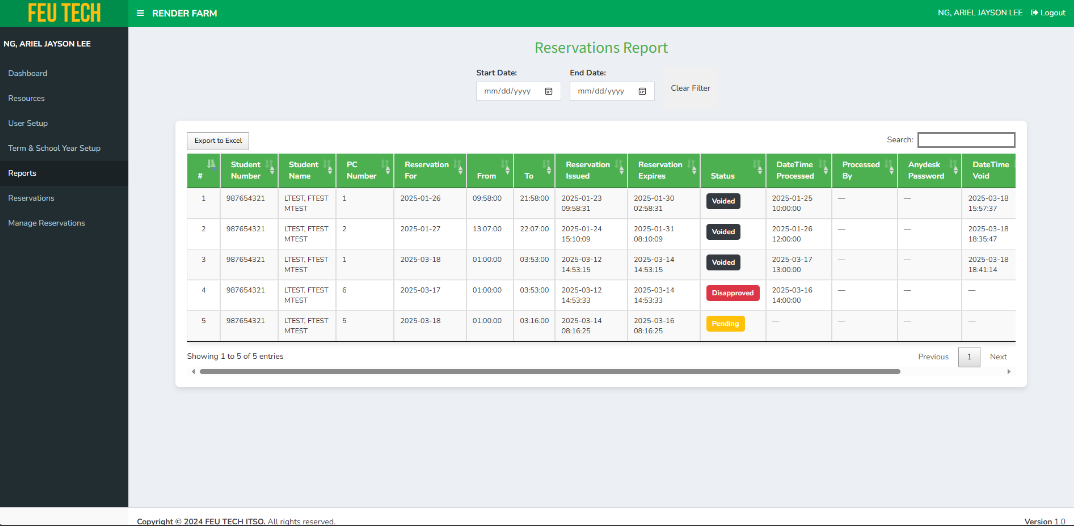 FEU TECH
RENDER FARM
NG, ARIEL JAYSON LEE Logout
NG, ARIEL JAYSON LEE
Dashboard
Resources
User Setup
Term & School Year Setup
Reports
Reservations
Manage Reservations
Reservations Report
Start Date: End Date:
mm/dd/yyyy mm/dd/yyyy Clear Filter
Export to Excel Search:
# Student Number Student Name PC Number Reservation For From To Reservation Issued Reservation Expires Status DateTime Processed Processed By Anydesk Password DateTime Void
1 987654321 LTEST, FTEST 1 2025-01-26 09:58:00 21:58:00 2025-01-23 2025-01-30 Voided 2025-01-25 — — 2025-03-18
MTEST 09:58:31 02:58:31 10:00:00 15:57:37
2 987654321 LTEST, FTEST 2 2025-01-27 13:07:00 22:07:00 2025-01-24 2025-01-31 Voided 2025-01-26 — — 2025-03-18
MTEST 15:10:09 08:10:09 12:00:00 18:35:47
3 987654321 LTEST, FTEST 1 2025-03-18 01:00:00 03:53:00 2025-03-12 2025-03-14 Voided 2025-03-17 — — 2025-03-18
MTEST 14:53:15 14:53:15 13:00:00 18:41:14
4 987654321 LTEST, FTEST 6 2025-03-17 01:00:00 03:53:00 2025-03-12 2025-03-14 Disapproved 2025-03-16 — — —
MTEST 14:53:33 14:53:33 14:00:00
5 987654321 LTEST, FTEST 5 2025-03-18 01:00:00 03:16:00 2025-03-14 2025-03-16 Pending — — — —
MTEST 08:16:25 08:16:25
Showing 1 to 5 of 5 entries Previous 1 Next
Copyright © 2024 FEU TECH ITSO. All rights reserved. Version 1.0